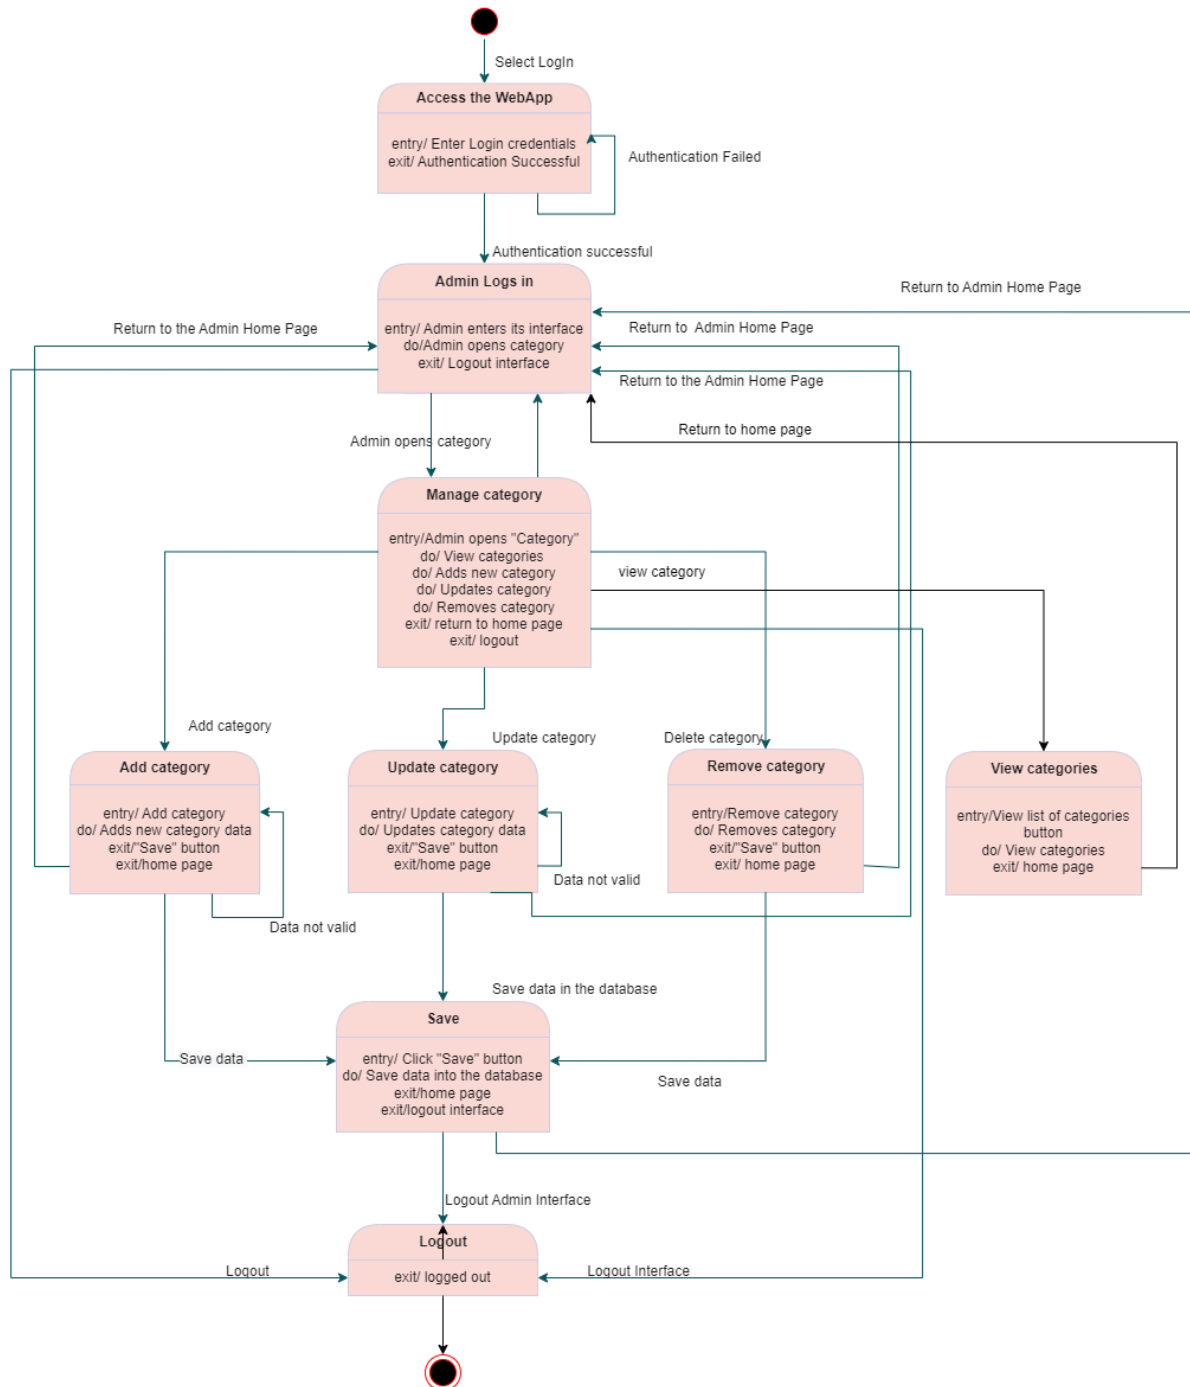 Select LogIn
Access the WebApp
entry/ Enter Login credentials
exit/ Authentication Successful
Authentication Failed
Authentication successful
Admin Logs in
entry/ Admin enters its interface
do/Admin opens category
exit/ Logout interface
Return to Admin Home Page
Return to the Admin Home Page
Return to  Admin Home Page
Return to the Admin Home Page
Return to home page
Admin opens category
Manage category
entry/Admin opens "Category"
do/ View categories
do/ Adds new category
do/ Updates category
do/ Removes category
exit/ return to home page
exit/ logout
view category
Add category
Update category
Delete category
Add category
entry/ Add category
do/ Adds new category data
exit/"Save" button
exit/home page
Data not valid
Update category
entry/ Update category
do/ Updates category data
exit/"Save" button
exit/home page
Data not valid
Remove category
entry/Remove category
do/ Removes category
exit/"Save" button
exit/ home page
View categories
entry/View list of categories
button
do/ View categories
exit/ home page
Save data in the database
Save data
Save data
Save
entry/ Click "Save" button
do/ Save data into the database
exit/home page
exit/logout interface
Logout Admin Interface
Logout
exit/ logged out
Logout
Logout Interface